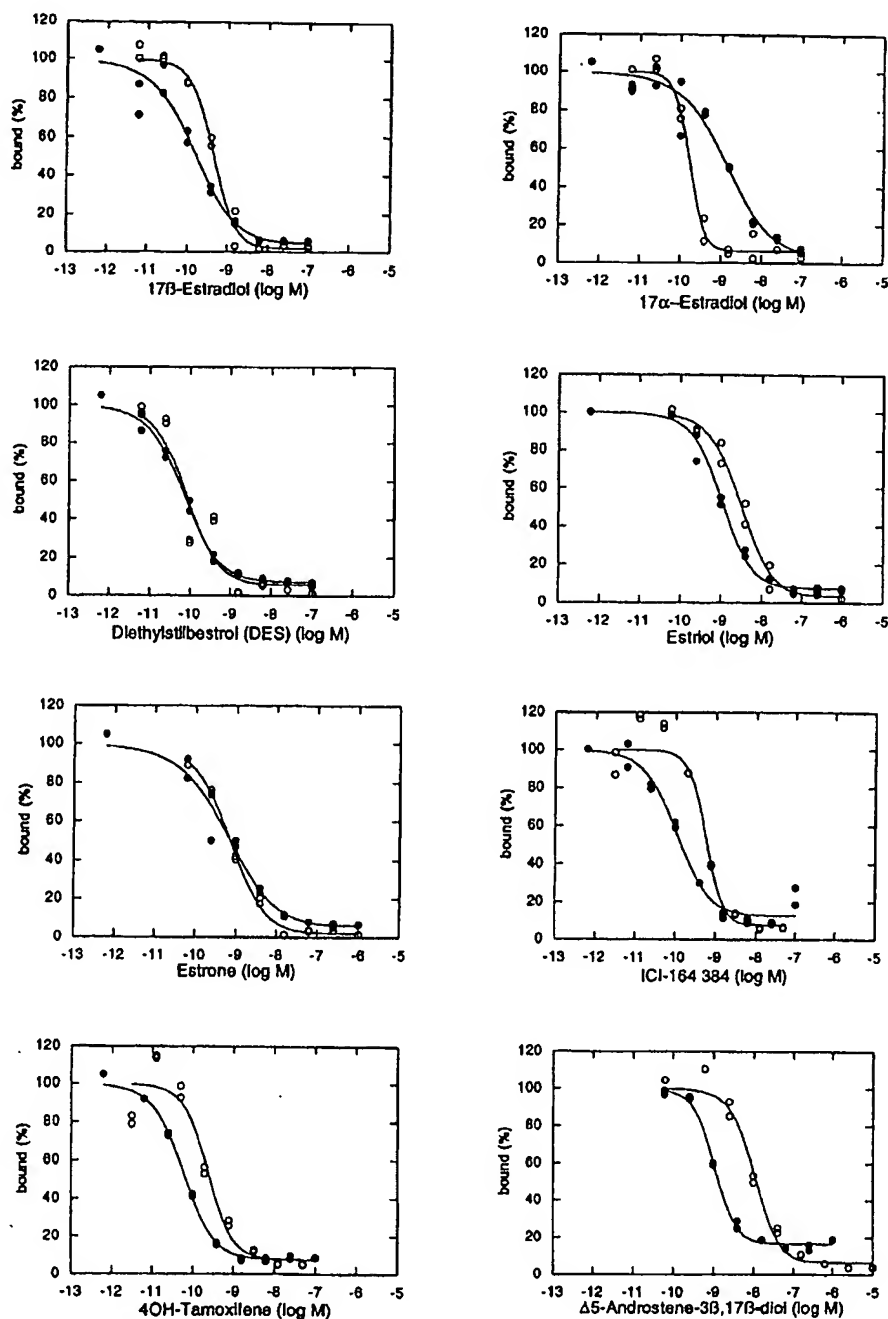 bound (%)
120
100
80
60
40
20
0
-13 -12 -11 -10 -9 -8 -7 -6 -5
17ß-Estradiol (log M)
bound (%)
120
100
80
60
40
20
0
-13 -12 -11 -10 -9 -8 -7 -6 -5
17α-Estradiol (log M)
bound (%)
120
100
80
60
40
20
0
-13 -12 -11 -10 -9 -8 -7 -6 -5
Diethylstilbestrol (DES) (log M)
bound (%)
120
100
80
60
40
20
0
-13 -12 -11 -10 -9 -8 -7 -6 -5
Estriol (log M)
bound (%)
120
100
80
60
40
20
0
-13 -12 -11 -10 -9 -8 -7 -6 -5
Estrone (log M)
bound (%)
120
100
80
60
40
20
0
-13 -12 -11 -10 -9 -8 -7 -6 -5
ICI-164 384 (log M)
bound (%)
120
100
80
60
40
20
0
-13 -12 -11 -10 -9 -8 -7 -6 -5
4OH-Tamoxilene (log M)
bound (%)
120
100
80
60
40
20
0
-13 -12 -11 -10 -9 -8 -7 -6 -5
Δ5-Androstene-3ß,17ß-diol (log M)